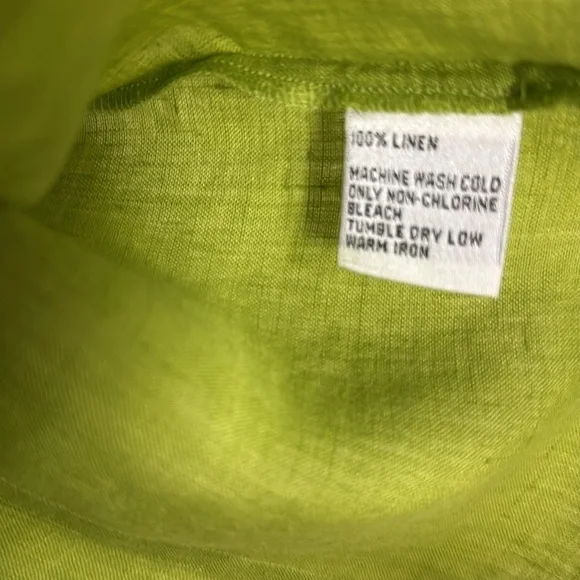 100% LINEN
MACHINE WASH COLD
ONLY NON-CHLORINE
BLEACH
TUMBLE DRY LOW
WARM IRON